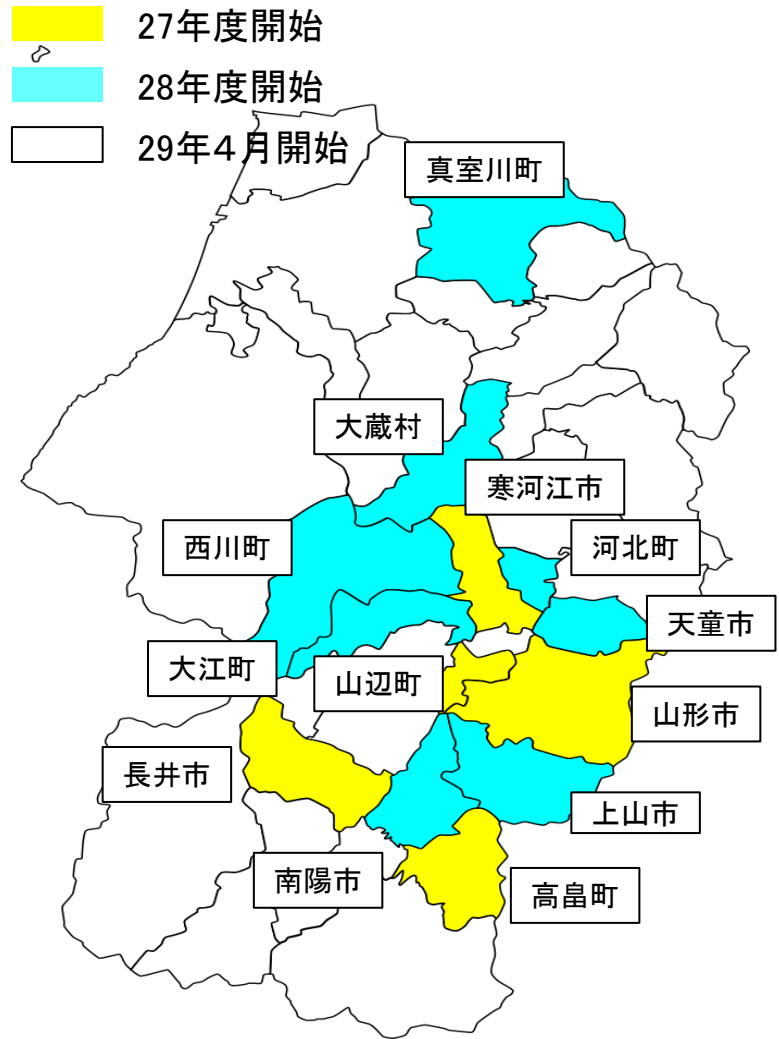 27年度開始
28年度開始
29年4月開始
真室川町
大蔵村
寒河江市
西川町
河北町
天童市
大江町
山辺町
山形市
長井市
上山市
南陽市
高畠町